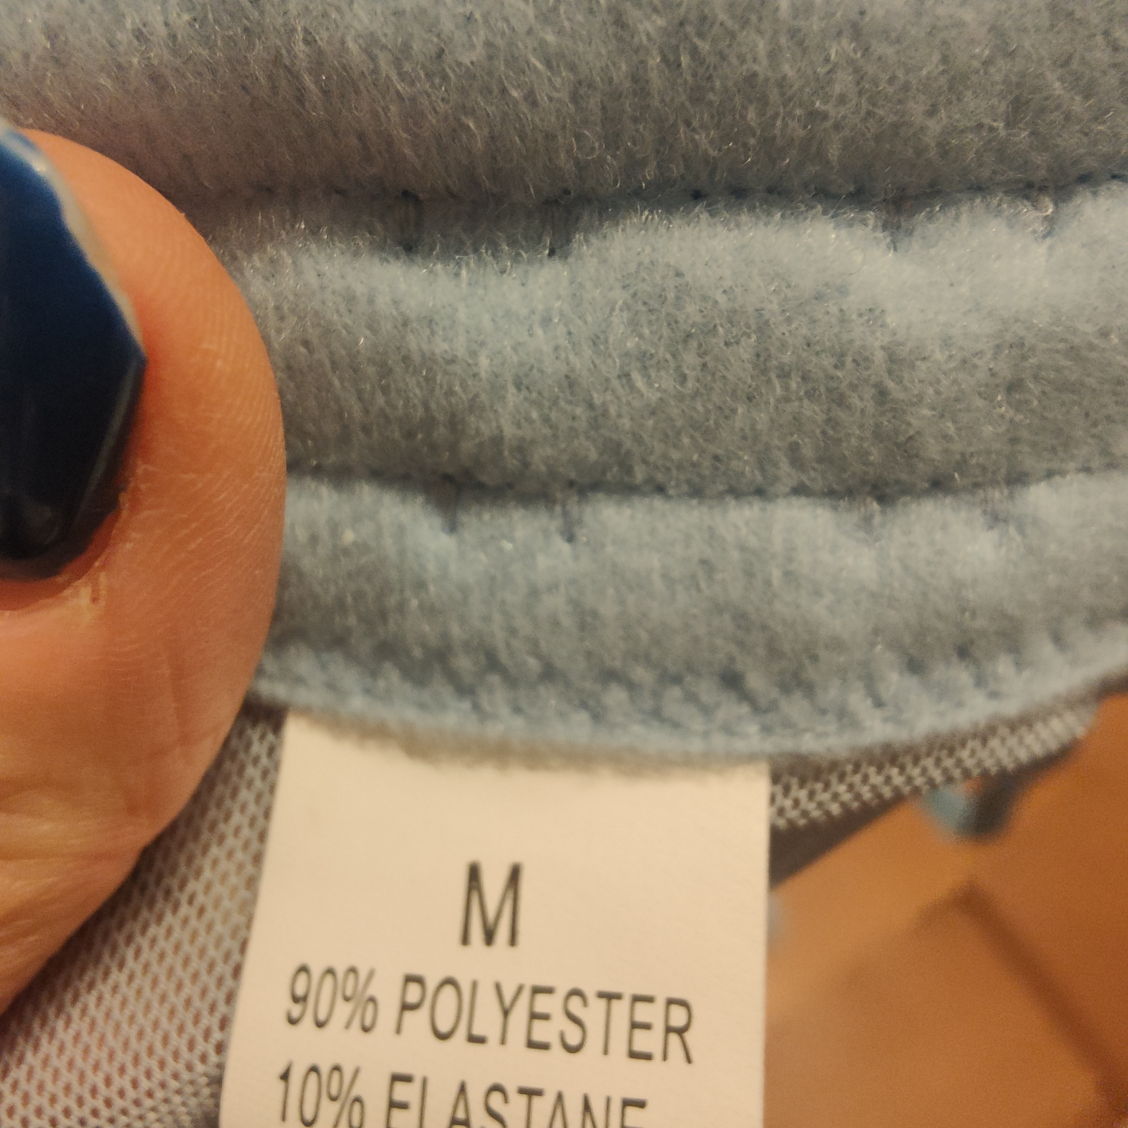 M
90% POLYESTER
10% ELASTANE